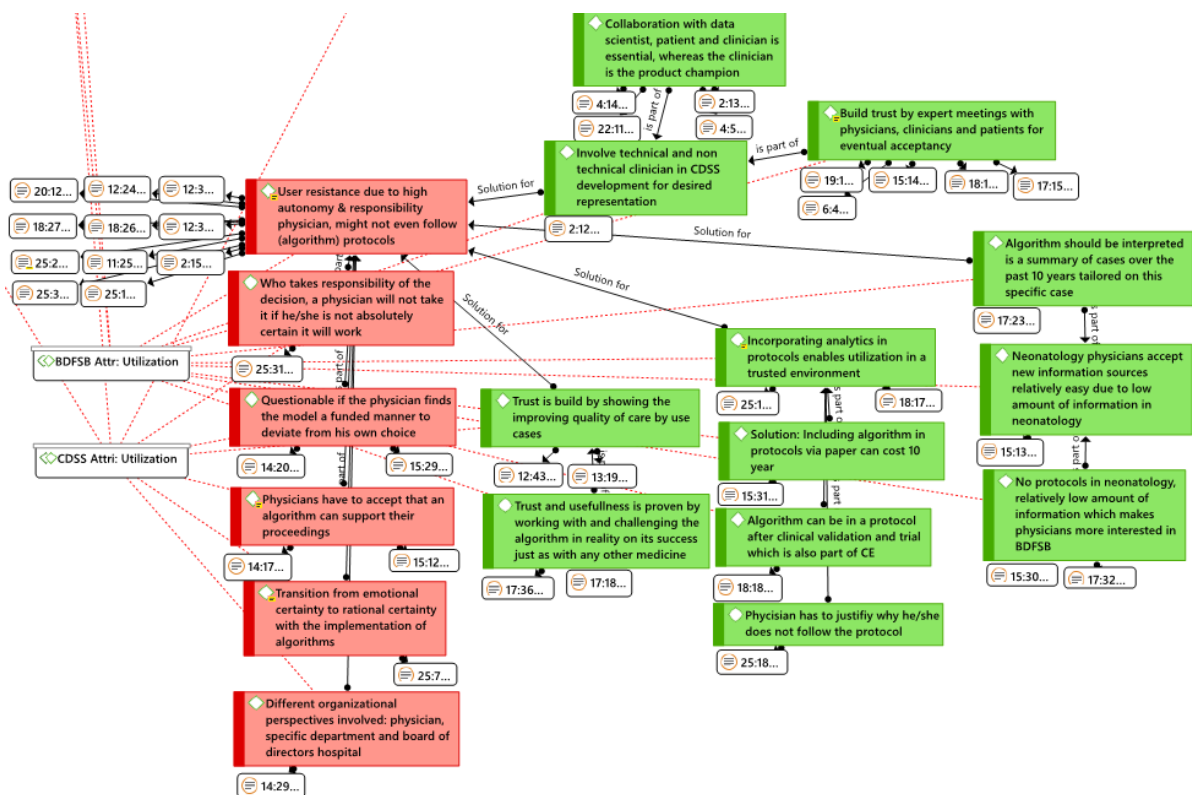 Collaboration with data
scientist, patient and clinician is
essential, whereas the clinician
is the product champion
4:14...
2:13...
22:11...
4:5...
is part of
Build trust by expert meetings with
physicians, clinicians and patients for
eventual acceptancy
is part of
19:1...
15:14...
18:1...
17:15...
6:4...
Involve technical and non
technical clinician in CDSS
development for desired
representation
2:12...
Solution for
20:12...
12:24...
12:3...
18:27...
18:26...
12:3...
25:2...
11:25...
2:15...
25:3...
25:1...
User resistance due to high
autonomy & responsibility
physician, might not even follow
(algorithm) protocols
Solution for
Solution for
Solution for
Algorithm should be interpreted
is a summary of cases over the
past 10 years tailored on this
specific case
17:23...
is part of
Who takes responsibility of the
decision, a physician will not take
it if he/she is not absolutely
certain it will work
25:31...
is part of
BDFSB Attr: Utilization
Incorporating analytics in
protocols enables utilization in a
trusted environment
25:1...
18:17...
Neonatology physicians accept
new information sources
relatively easy due to low
amount of information in
neonatology
15:13...
Questionable if the physician finds
the model a funded manner to
deviate from his own choice
14:20...
15:29...
part of
Trust is build by showing the
improving quality of care by use
cases
12:43...
13:19...
Solution: Including algorithm in
protocols via paper can cost 10
year
15:31...
CDSS Attri: Utilization
No protocols in neonatology,
relatively low amount of
information which makes
physicians more interested in
BDFSB
15:30...
17:32...
Physicians have to accept that an
algorithm can support their
proceedings
14:17...
15:12...
Trust and usefullness is proven by
working with and challenging the
algorithm in reality on its success
just as with any other medicine
17:36...
17:18...
Algorithm can be in a protocol
after clinical validation and trial
which is also part of CE
18:18...
Transition from emotional
certainty to rational certainty
with the implementation of
algorithms
25:7...
Phycisian has to justifiy why he/she
does not follow the protocol
25:18...
Different organizational
perspectives involved: physician,
specific department and board of
directors hospital
14:29...